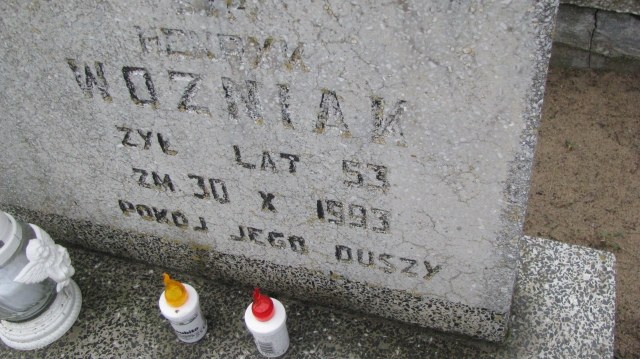 HENRYK
WOZNIAK
ŻYŁ LAT 53
ZM. 30 X 1993
POKÓJ JEGO DUSZY